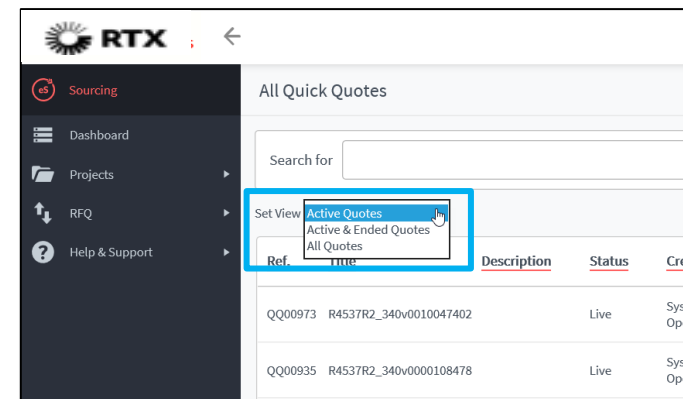 RTX
Sourcing
All Quick Quotes
Dashboard
Search for
Projects
RFQ
Set View Active Quotes
Active & Ended Quotes
All Quotes
Help & Support
Ref. Title Description Status
QQ00973 R4537R2_340v0010047402 Live
QQ00935 R4537R2_340v0000108478 Live